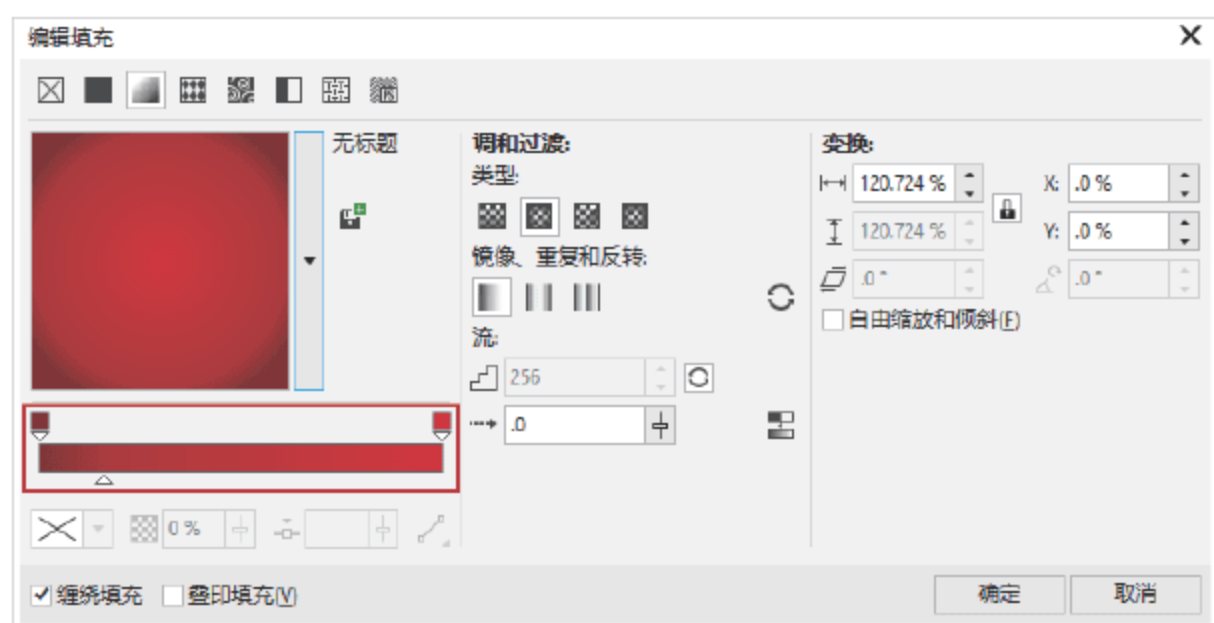 编辑填充
无标题
调和过渡:
类型:
镜像、重复和反转:
流:
256
.0
0 %
变换:
120.724 %
X: .0 %
120.724 %
Y: .0 %
.0 °
.0 °
自由缩放和倾斜(F)
缠绕填充
叠印填充(V)
确定
取消